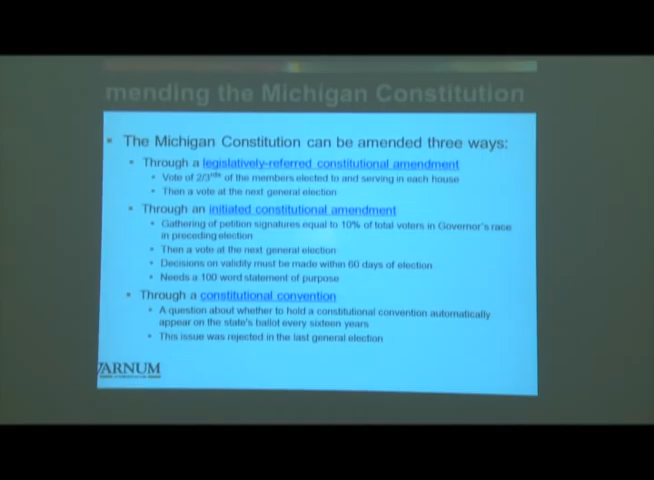 mending the Michigan Constitution
The Michigan Constitution can be amended three ways:
Through a legislatively-referred constitutional amendment
Vote of 2/3rds of the members elected to and serving in each house
Then a vote at the next general election
Through an initiated constitutional amendment
Gathering of petition signatures equal to 10% of total voters in Governor's race
in preceding election
Then a vote at the next general election
Decisions on validity must be made within 60 days of election
Needs a 100 word statement of purpose
Through a constitutional convention
A question about whether to hold a constitutional convention automatically
appear on the state's ballot every sixteen years
This issue was rejected in the last general election
VARNUM